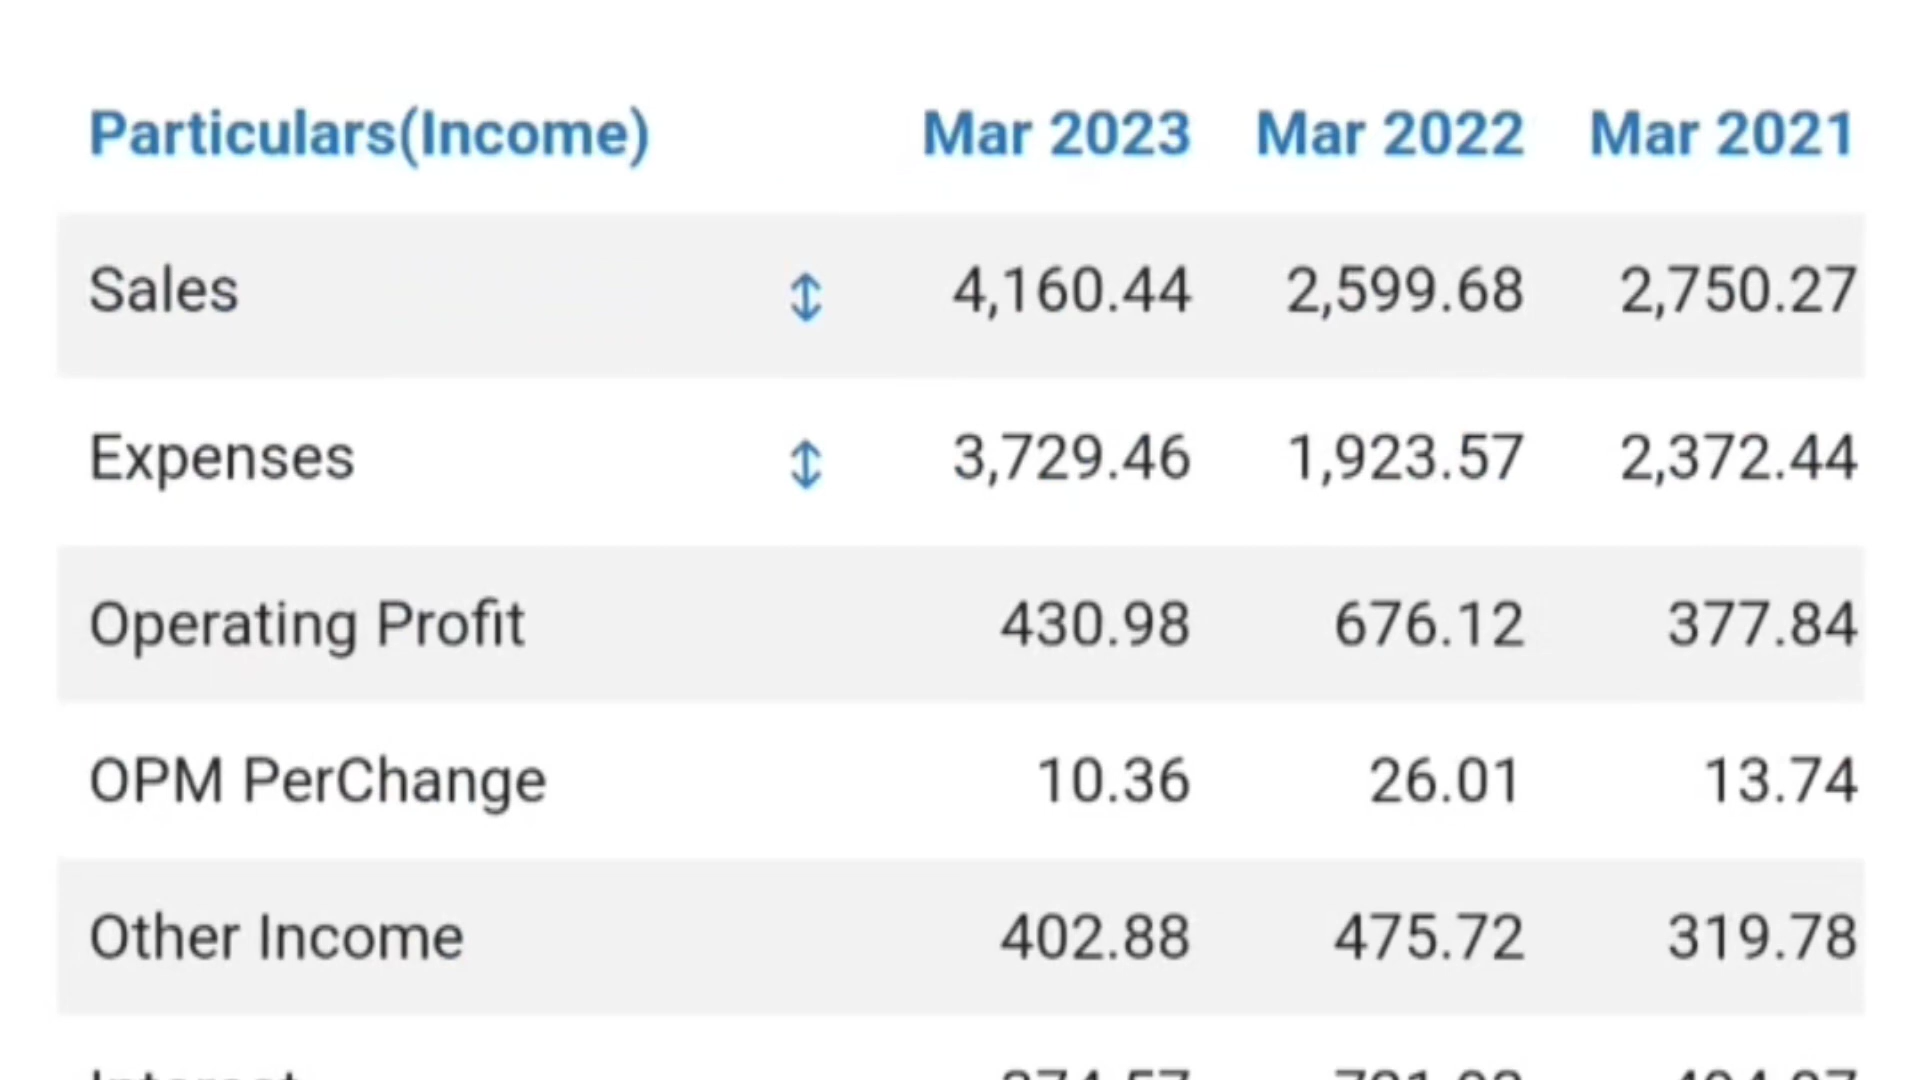 Particulars(Income) Mar 2023 Mar 2022 Mar 2021
Sales 4,160.44 2,599.68 2,750.27
Expenses 3,729.46 1,923.57 2,372.44
Operating Profit 430.98 676.12 377.84
OPM PerChange 10.36 26.01 13.74
Other Income 402.88 475.72 319.78